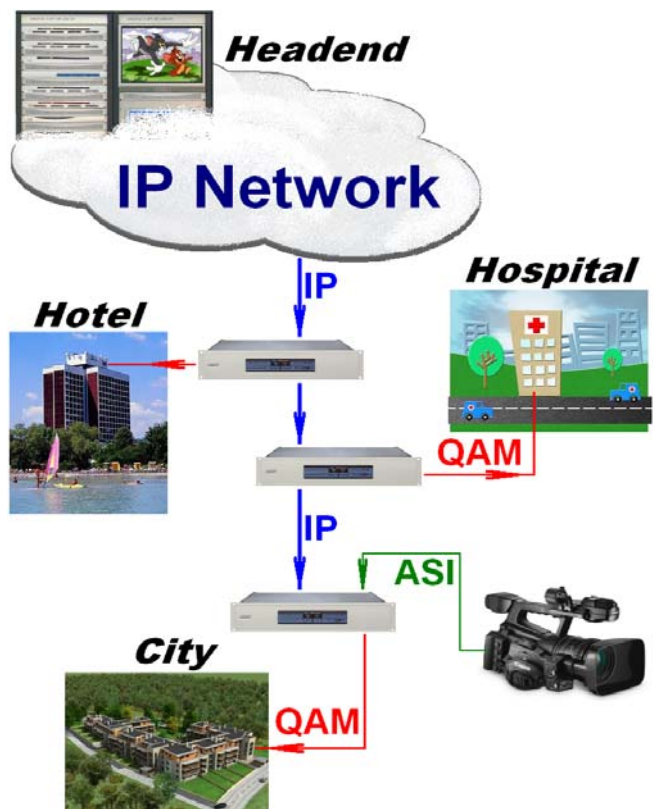 Headend
IP Network
IP
Hospital
Hotel
QAM
IP
ASI
City
QAM